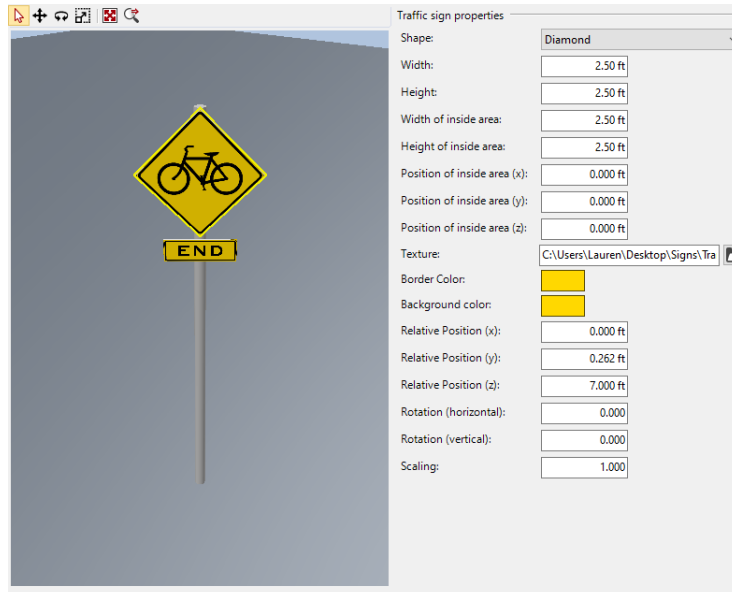 Traffic sign properties
Shape: Diamond
Width: 2.50 ft
Height: 2.50 ft
Width of inside area: 2.50 ft
Height of inside area: 2.50 ft
Position of inside area (x): 0.000 ft
Position of inside area (y): 0.000 ft
Position of inside area (z): 0.000 ft
Texture: C:\Users\Lauren\Desktop\Signs\Tra
Border Color:
Background color:
Relative Position (x): 0.000 ft
Relative Position (y): 0.262 ft
Relative Position (z): 7.000 ft
Rotation (horizontal): 0.000
Rotation (vertical): 0.000
Scaling: 1.000
END